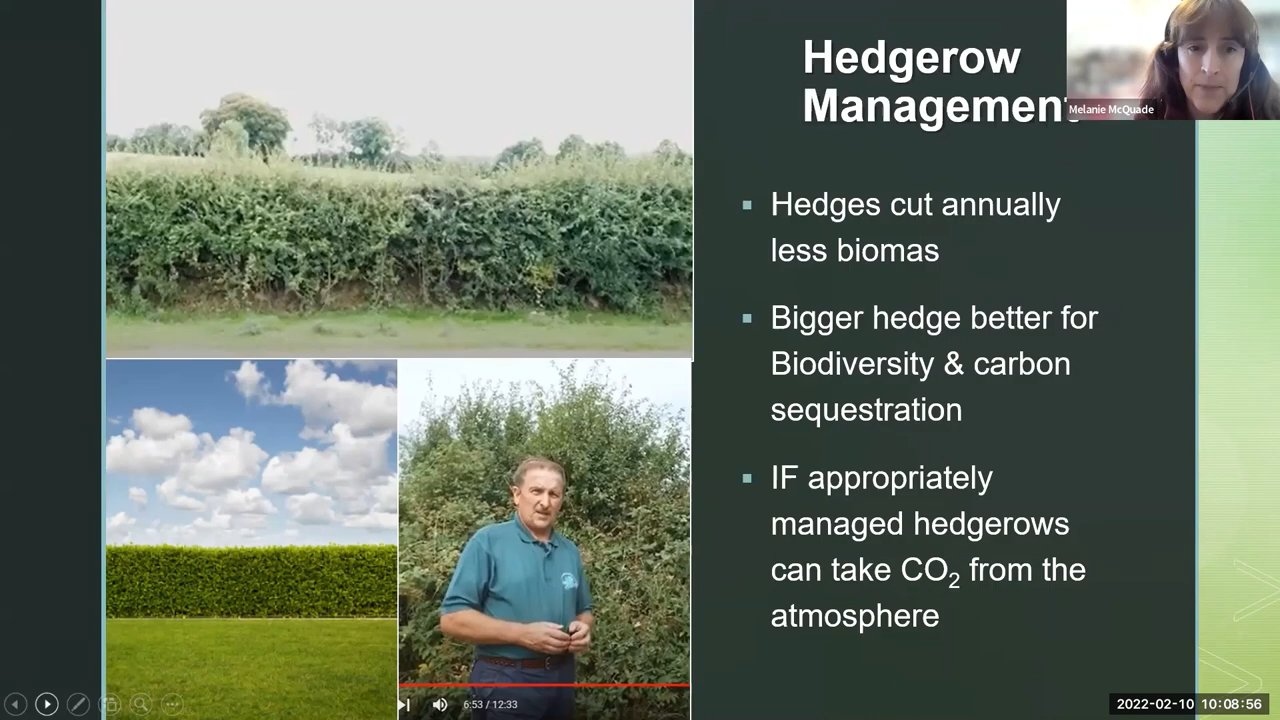 Hedgerow
Management
Melanie McQuade
Hedges cut annually
less biomas
Bigger hedge better for
Biodiversity & carbon
sequestration
IF appropriately
managed hedgerows
can take CO₂ from the
atmosphere
6:53 / 12:33
2022-02-10 10:08:56